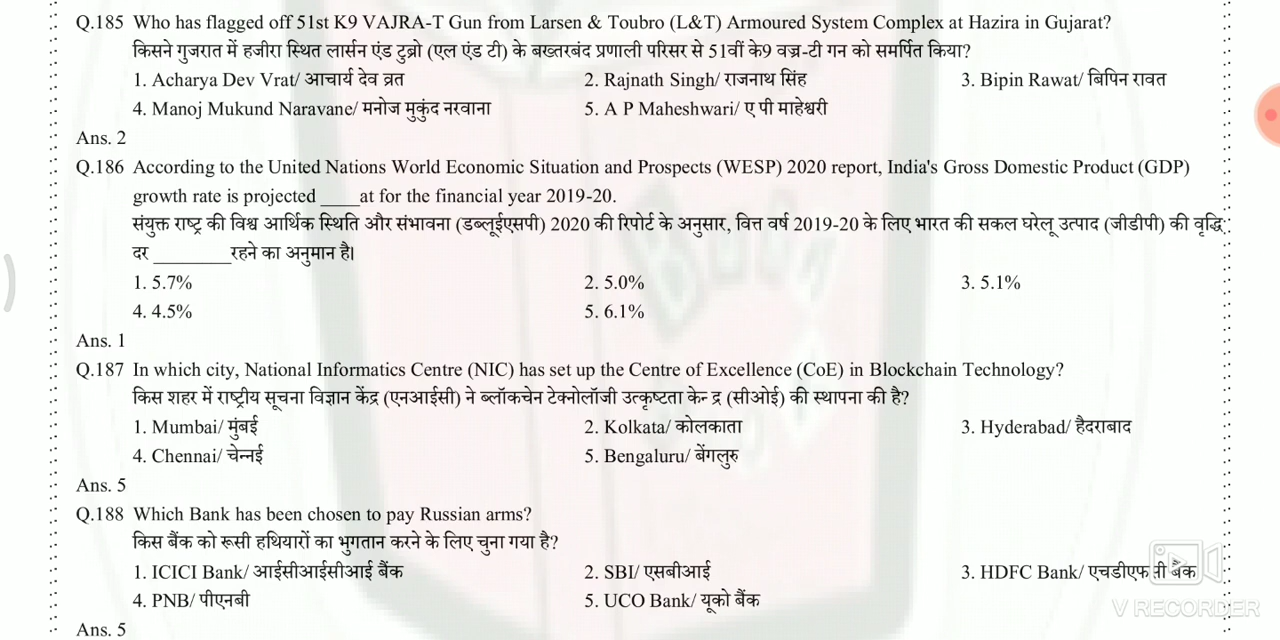 Q.185 Who has flagged off 51st K9 VAJRA-T Gun from Larsen & Toubro (L&T) Armoured System Complex at Hazira in Gujarat?
किसने गुजरात में हजीरा स्थित लार्सन एंड टुब्रो (एल एंड टी) के बख्तरबंद प्रणाली परिसर से 51वीं के9 वज्र-टी गन को समर्पित किया?
1. Acharya Dev Vrat/ आचार्य देव व्रत 2. Rajnath Singh/ राजनाथ सिंह 3. Bipin Rawat/ बिपिन रावत
4. Manoj Mukund Naravane/ मनोज मुकुंद नरवाना 5. A P Maheshwari/ ए पी माहेश्वरी
Ans. 2
Q.186 According to the United Nations World Economic Situation and Prospects (WESP) 2020 report, India's Gross Domestic Product (GDP)
growth rate is projected ____at for the financial year 2019-20.
संयुक्त राष्ट्र की विश्व आर्थिक स्थिति और संभावना (डब्लूईएसपी) 2020 की रिपोर्ट के अनुसार, वित्त वर्ष 2019-20 के लिए भारत की सकल घरेलू उत्पाद (जीडीपी) की वृद्धि
दर ________रहने का अनुमान है।
1. 5.7% 2. 5.0% 3. 5.1%
4. 4.5% 5. 6.1%
Ans. 1
Q.187 In which city, National Informatics Centre (NIC) has set up the Centre of Excellence (CoE) in Blockchain Technology?
किस शहर में राष्ट्रीय सूचना विज्ञान केंद्र (एनआईसी) ने ब्लॉकचेन टेक्नोलॉजी उत्कृष्टता केन्द्र (सीओई) की स्थापना की है?
1. Mumbai/ मुंबई 2. Kolkata/ कोलकाता 3. Hyderabad/ हैदराबाद
4. Chennai/ चेन्नई 5. Bengaluru/ बेंगलुरु
Ans. 5
Q.188 Which Bank has been chosen to pay Russian arms?
किस बैंक को रूसी हथियारों का भुगतान करने के लिए चुना गया है?
1. ICICI Bank/ आईसीआईसीआई बैंक 2. SBI/ एसबीआई 3. HDFC Bank/ एचडीएफसी बैंक
4. PNB/ पीएनबी 5. UCO Bank/ यूको बैंक
V RECORDER
Ans. 5